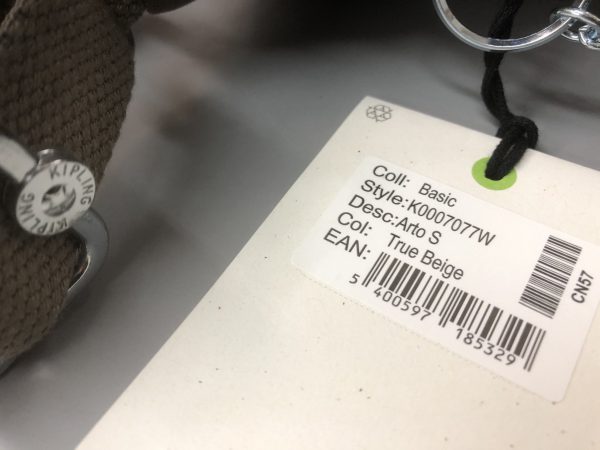 KIPLING KIPLING
Coll: Basic
Style:K0007077W
Desc:Arto S
Col: True Beige
EAN:
5 400597 185329
CN57